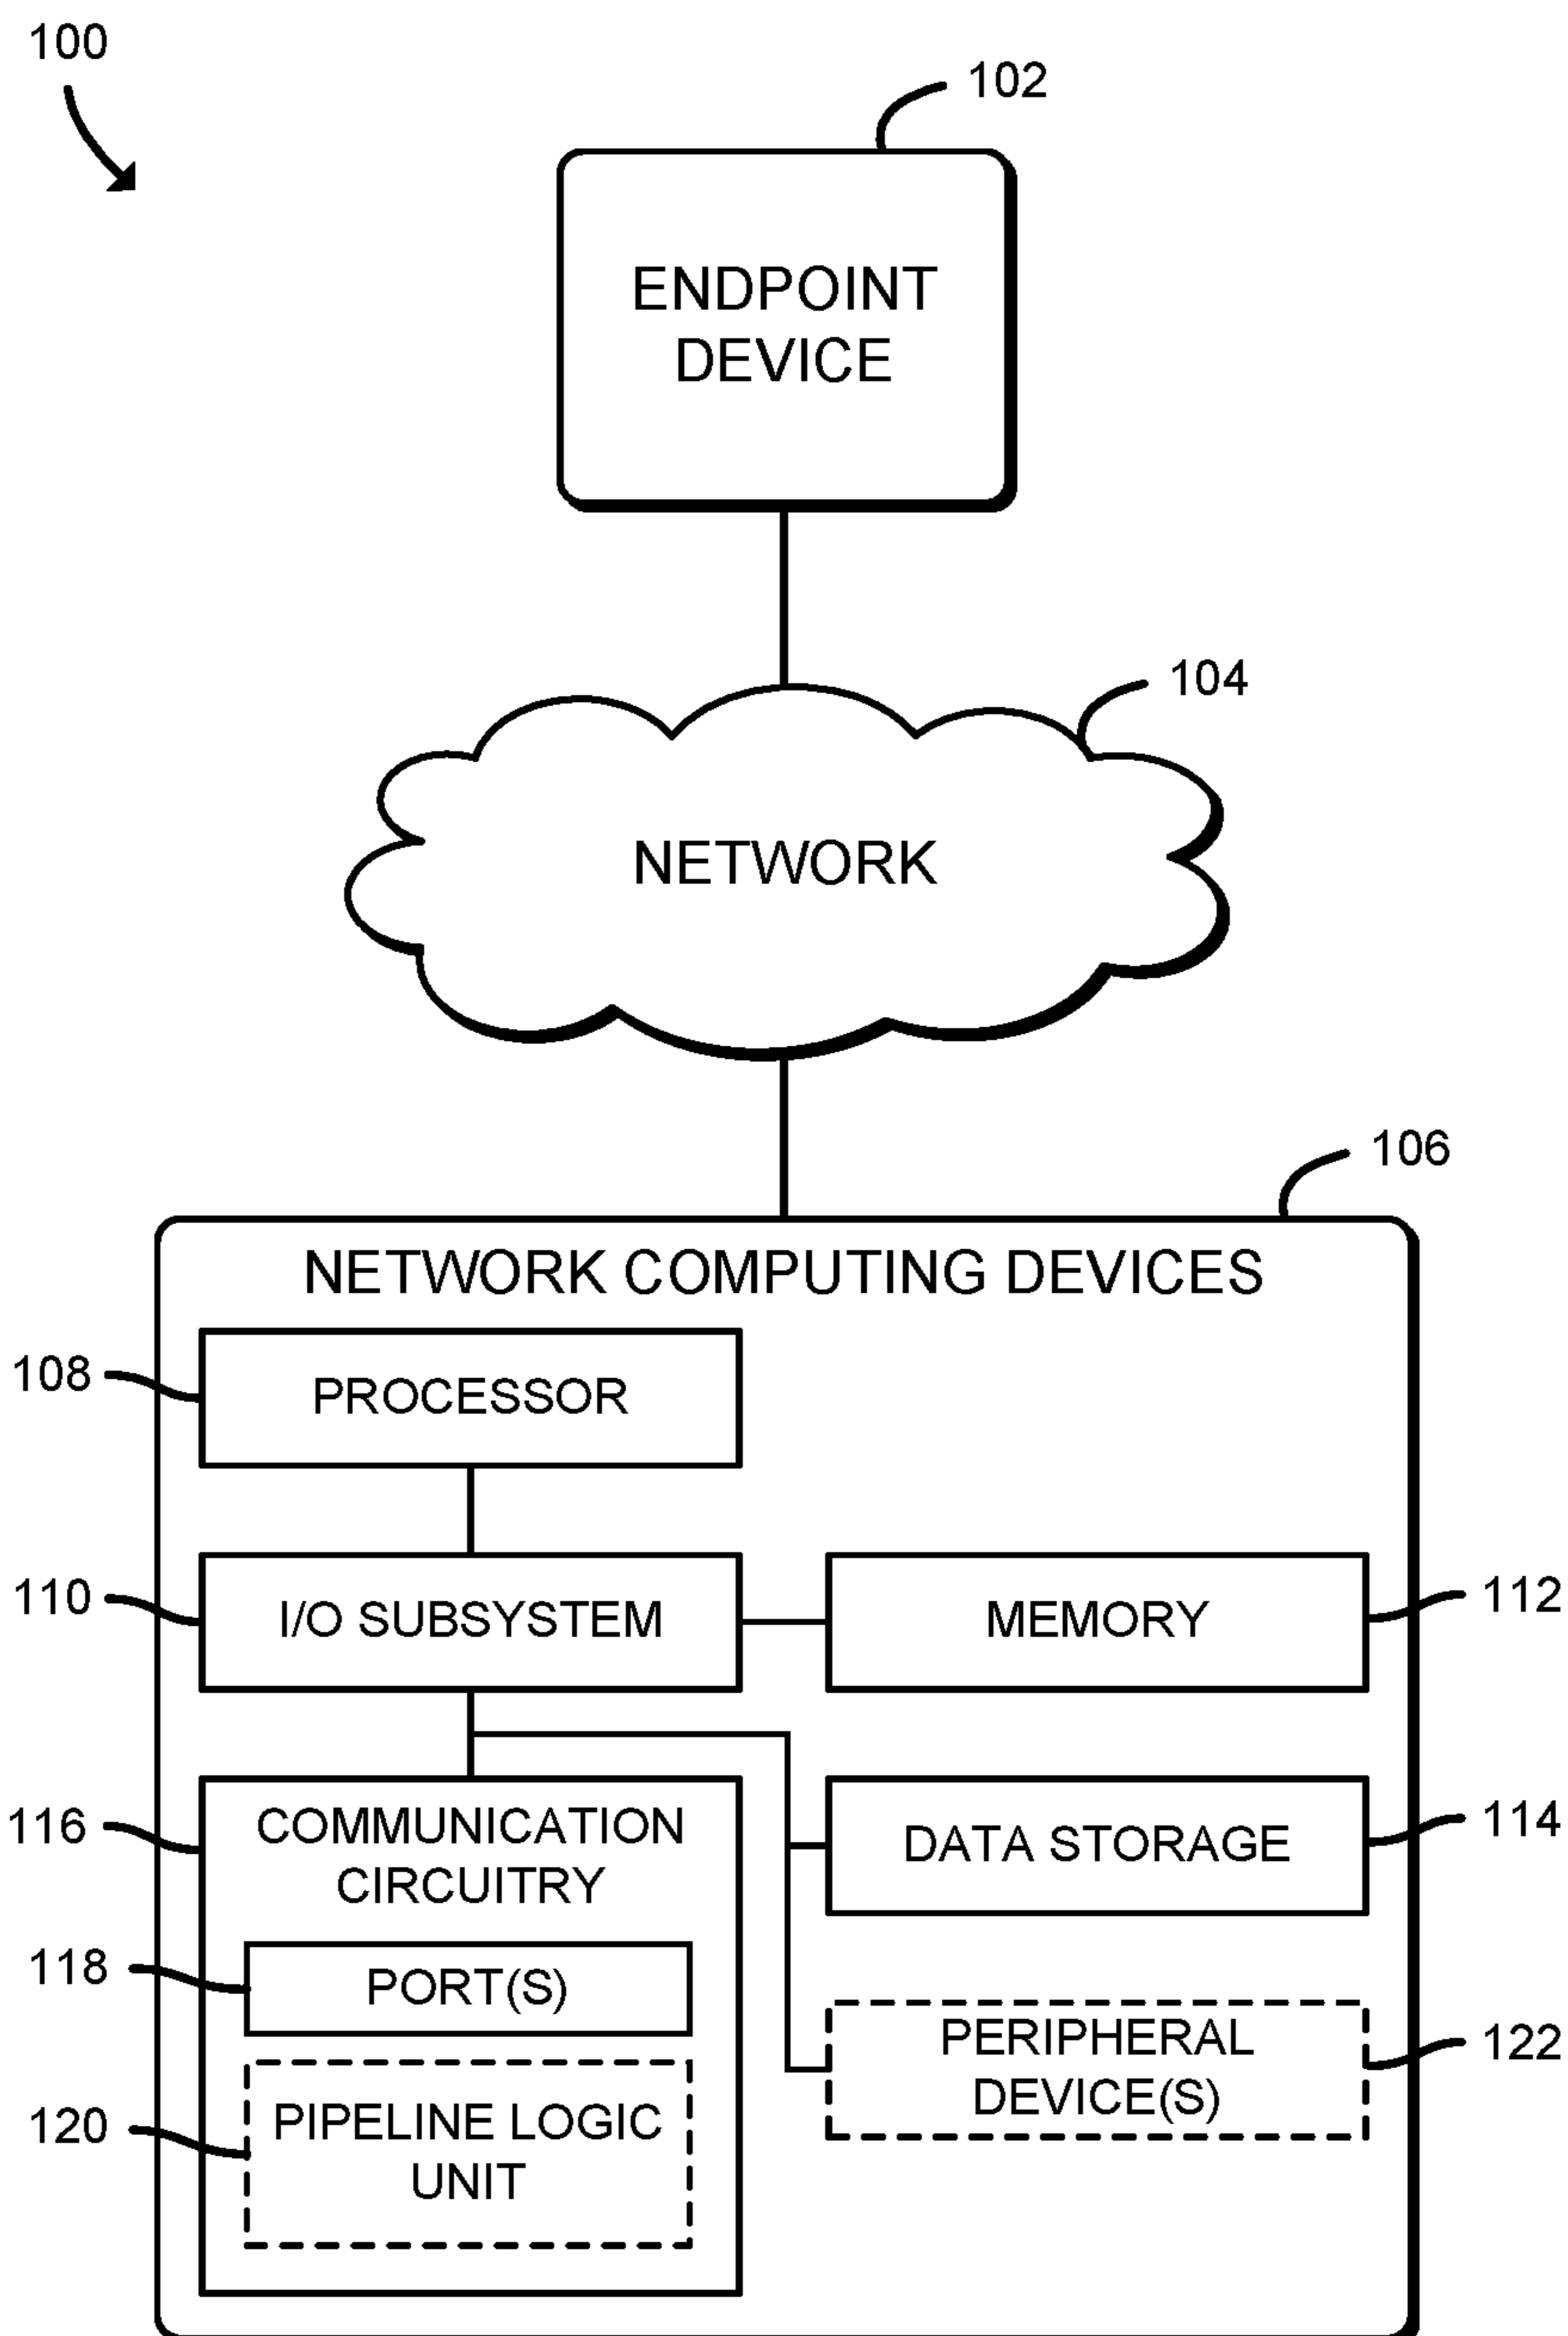 100
102
ENDPOINT
DEVICE
104
NETWORK
106
NETWORK COMPUTING DEVICES
108
PROCESSOR
110
I/O SUBSYSTEM
MEMORY
112
116
COMMUNICATION
CIRCUITRY
DATA STORAGE
114
118
PORT(S)
PERIPHERAL
DEVICE(S)
122
120
PIPELINE LOGIC
UNIT